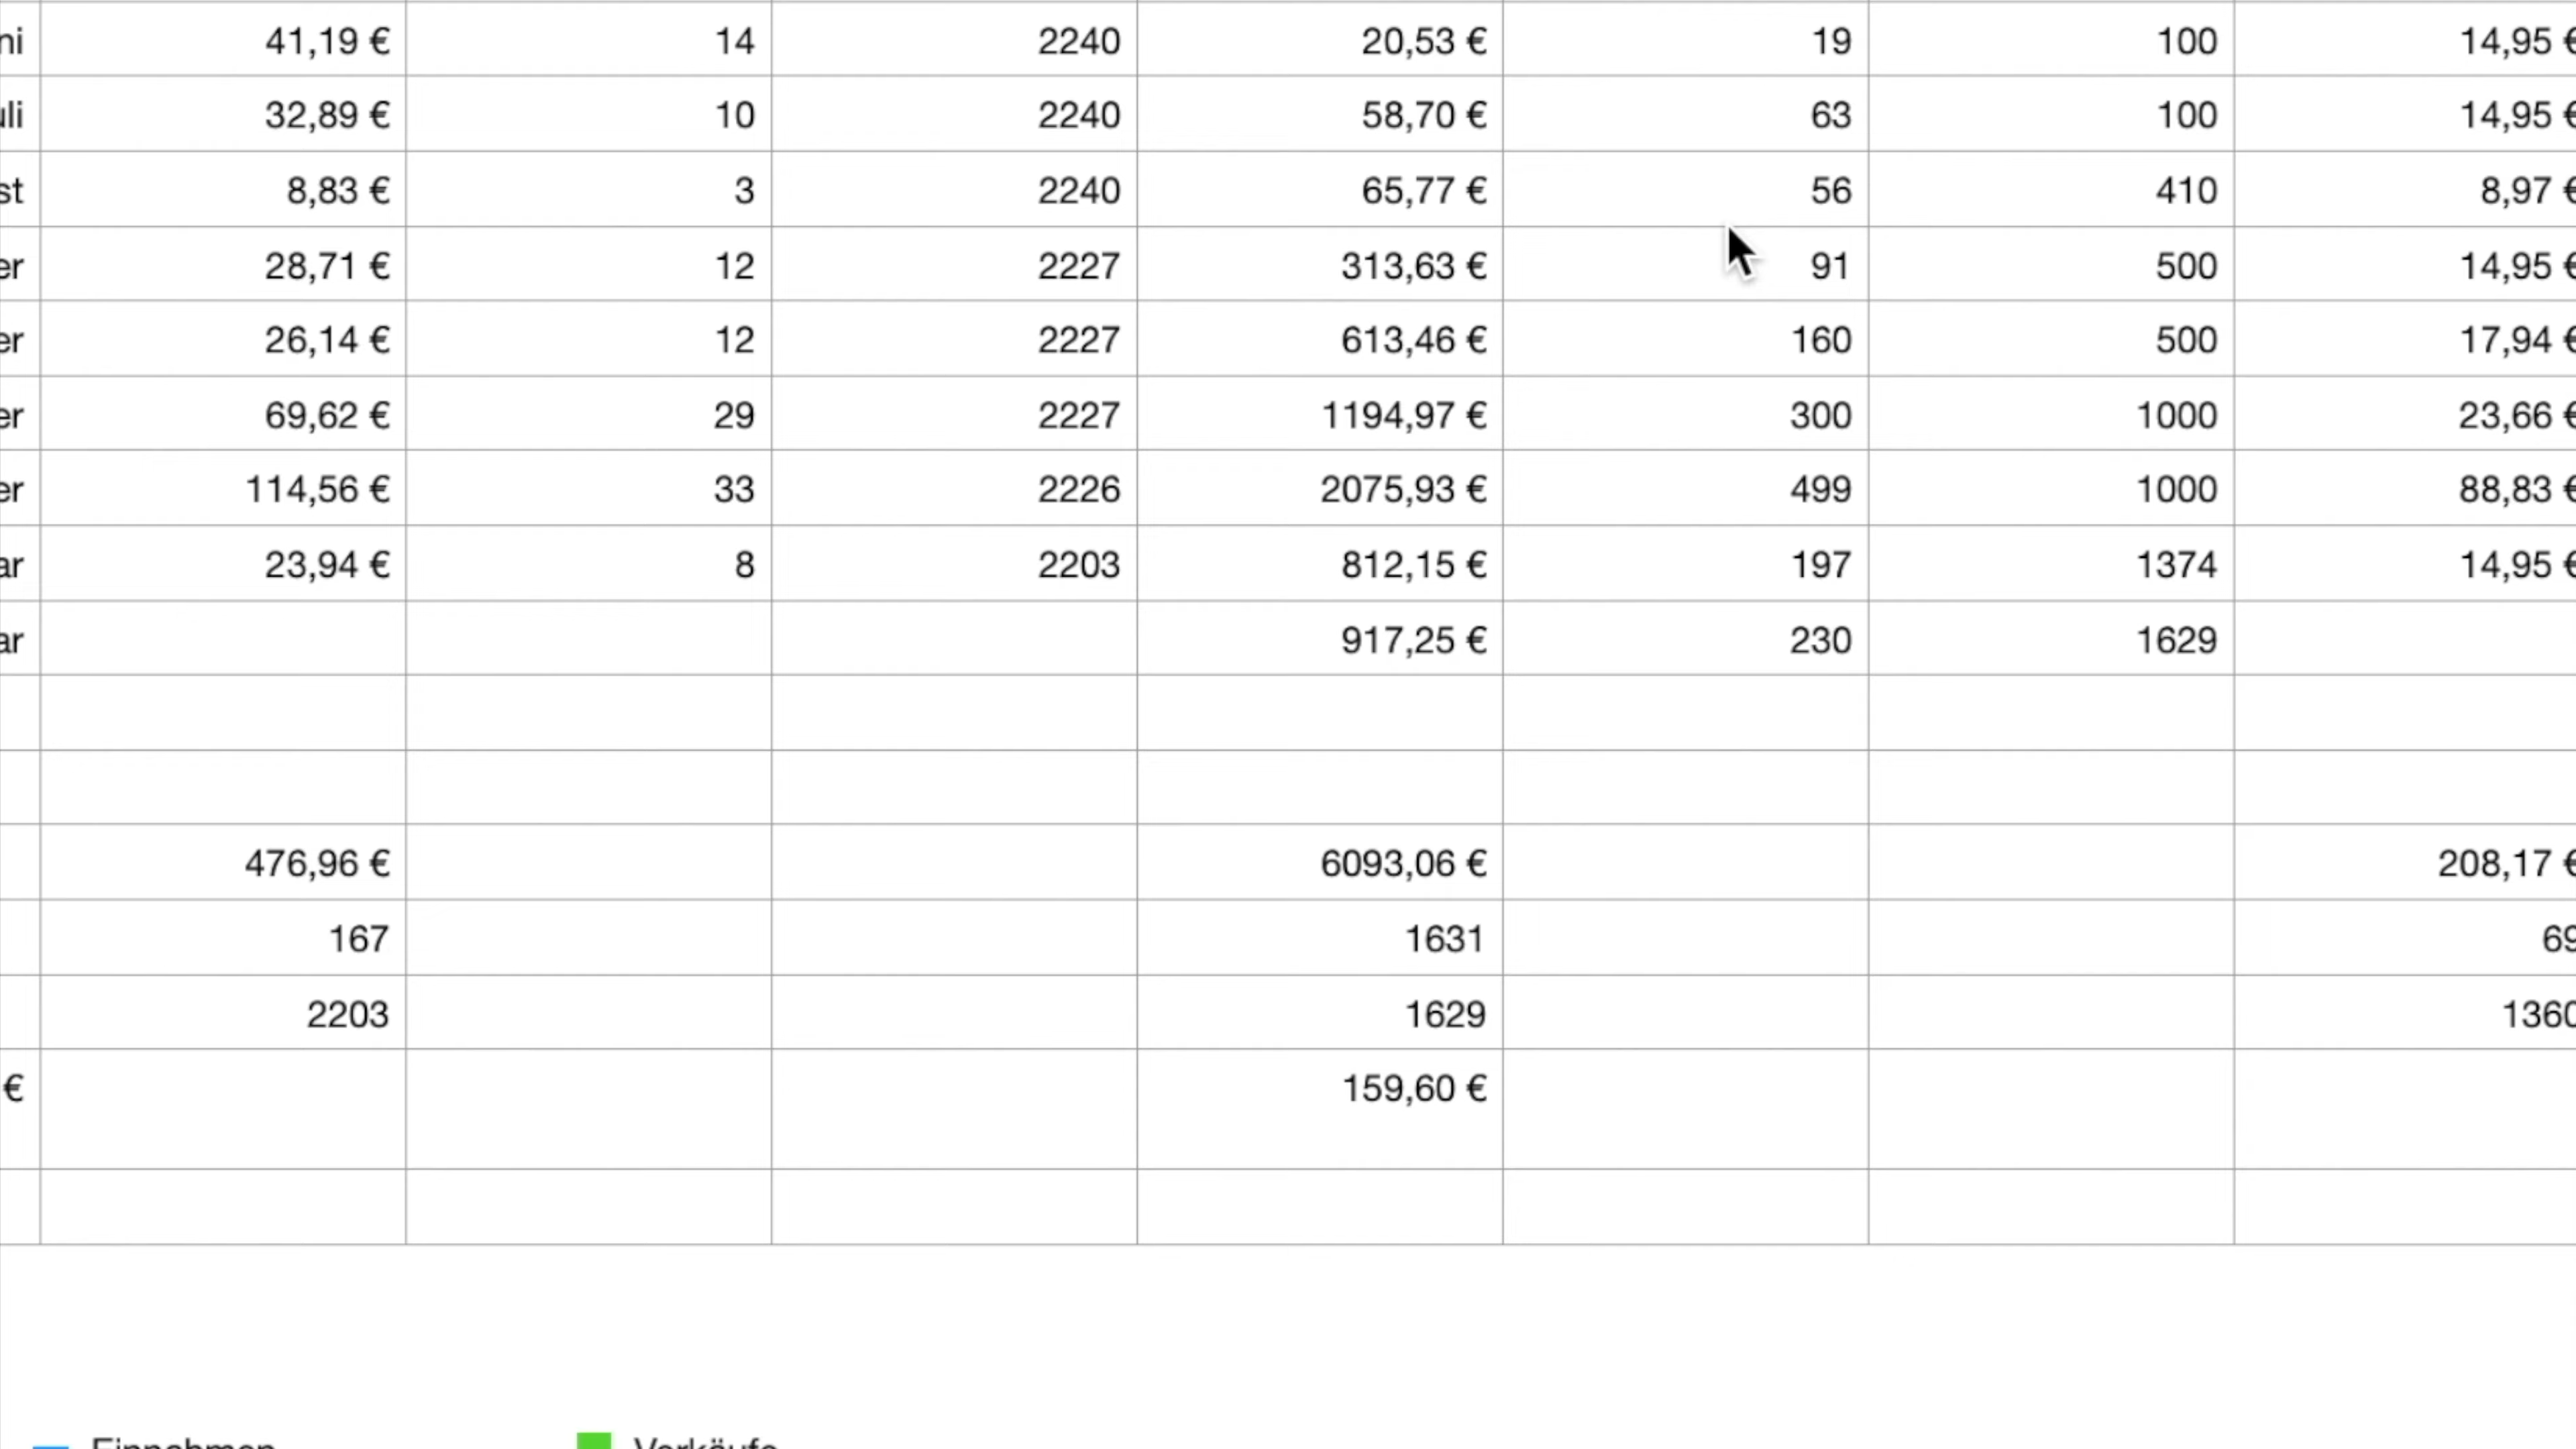 ni 41,19 € 14 2240 20,53 € 19 100 14,95 €
uli 32,89 € 10 2240 58,70 € 63 100 14,95 €
st 8,83 € 3 2240 65,77 € 56 410 8,97 €
er 28,71 € 12 2227 313,63 € 91 500 14,95 €
er 26,14 € 12 2227 613,46 € 160 500 17,94 €
er 69,62 € 29 2227 1194,97 € 300 1000 23,66 €
er 114,56 € 33 2226 2075,93 € 499 1000 88,83 €
ar 23,94 € 8 2203 812,15 € 197 1374 14,95 €
ar 917,25 € 230 1629
476,96 € 6093,06 € 208,17 €
167 1631 69
2203 1629 1360
€ 159,60 €
Einnahmen Verkäufe